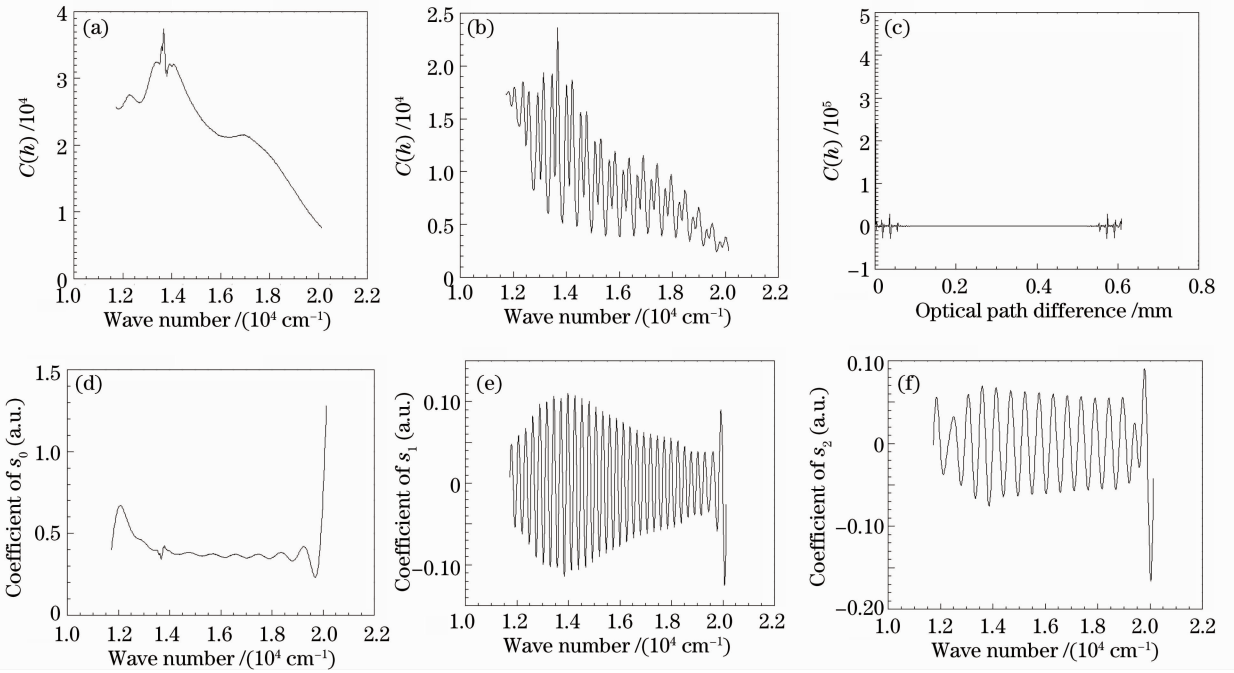 (a)
C(h) /10⁴
4
3
2
1
0
1.0 1.2 1.4 1.6 1.8 2.0 2.2
Wave number /(10⁴ cm⁻¹)
(b)
C(h) /10⁴
2.5
2.0
1.5
1.0
0.5
0
1.0 1.2 1.4 1.6 1.8 2.0 2.2
Wave number /(10⁴ cm⁻¹)
(c)
C(h) /10⁵
5
4
3
2
1
0
−1
0 0.2 0.4 0.6 0.8
Optical path difference /mm
(d)
Coefficient of s₀ (a.u.)
1.5
1.0
0.5
0
1.0 1.2 1.4 1.6 1.8 2.0 2.2
Wave number /(10⁴ cm⁻¹)
(e)
Coefficient of s₁ (a.u.)
0.10
0
−0.10
1.0 1.2 1.4 1.6 1.8 2.0 2.2
Wave number /(10⁴ cm⁻¹)
(f)
Coefficient of s₂ (a.u.)
0.10
0
−0.10
−0.20
1.0 1.2 1.4 1.6 1.8 2.0 2.2
Wave number /(10⁴ cm⁻¹)